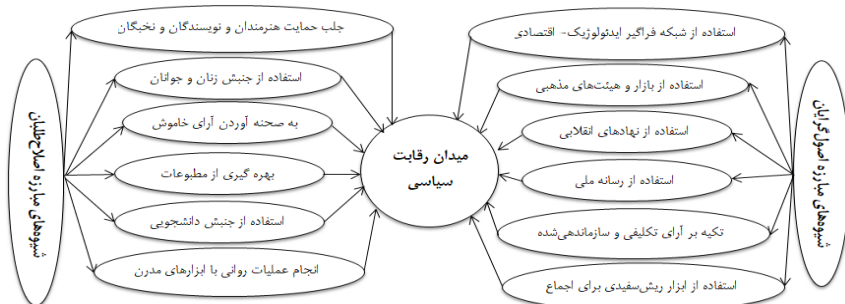 شیوه‌های مبارزه اصول‌گرایان
استفاده از شبکه فراگیر ایدئولوژیک- اقتصادی
استفاده از بازار و هیئت‌های مذهبی
استفاده از نهادهای انقلابی
استفاده از رسانه ملی
تکیه بر آرای تکلیفی و سازماندهی‌شده
استفاده از ابزار ریش‌سفیدی برای اجماع
میدان رقابت
سیاسی
جلب حمایت هنرمندان و نویسندگان و نخبگان
استفاده از جنبش زنان و جوانان
به صحنه آوردن آرای خاموش
بهره گیری از مطبوعات
استفاده از جنبش دانشجویی
انجام عملیات روانی با ابزارهای مدرن
شیوه‌های مبارزه اصلاح‌طلبان